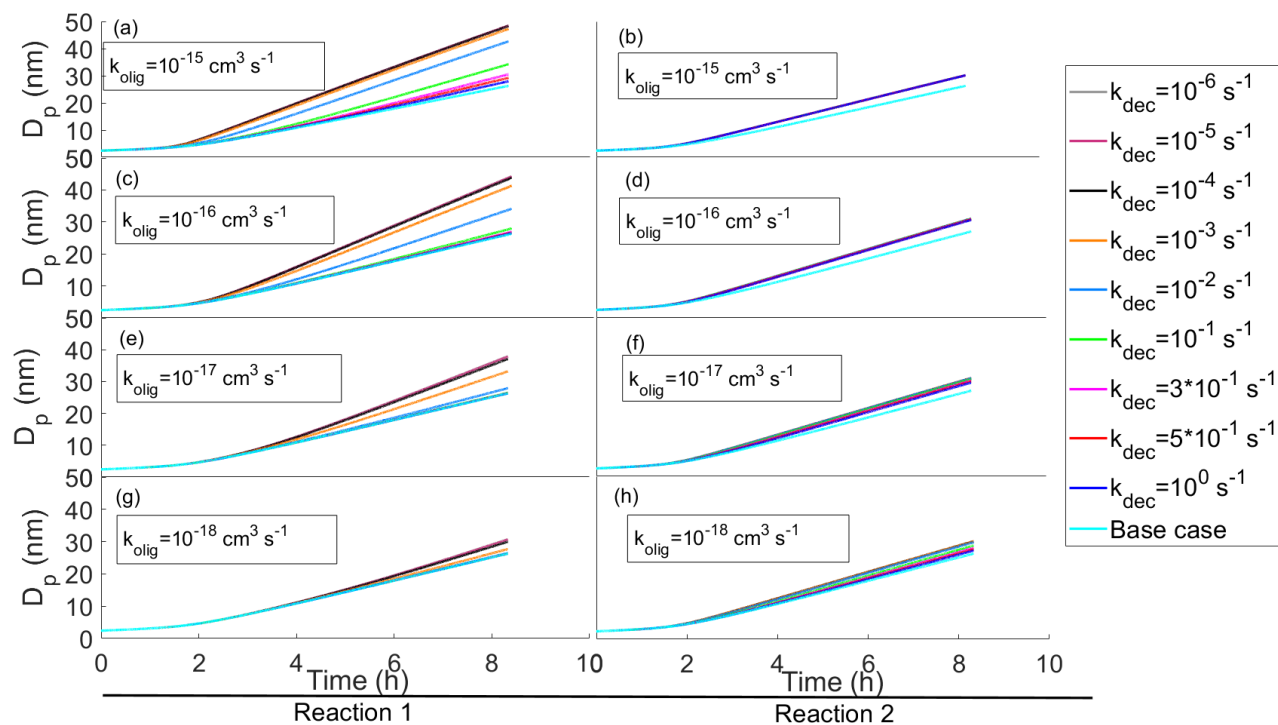 (a)
k_olig=10^-15 cm^3 s^-1
(b)
k_olig=10^-15 cm^3 s^-1
50
40
30
20
10
D_p (nm)
(c)
k_olig=10^-16 cm^3 s^-1
(d)
k_olig=10^-16 cm^3 s^-1
50
40
30
20
10
D_p (nm)
(e)
k_olig=10^-17 cm^3 s^-1
(f)
k_olig=10^-17 cm^3 s^-1
50
40
30
20
10
D_p (nm)
(g)
k_olig=10^-18 cm^3 s^-1
(h)
k_olig=10^-18 cm^3 s^-1
50
40
30
20
10
0
D_p (nm)
0 2 4 6 8 10
0 2 4 6 8 10
Time (h)
Time (h)
Reaction 1
Reaction 2
k_dec=10^-6 s^-1
k_dec=10^-5 s^-1
k_dec=10^-4 s^-1
k_dec=10^-3 s^-1
k_dec=10^-2 s^-1
k_dec=10^-1 s^-1
k_dec=3*10^-1 s^-1
k_dec=5*10^-1 s^-1
k_dec=10^0 s^-1
Base case